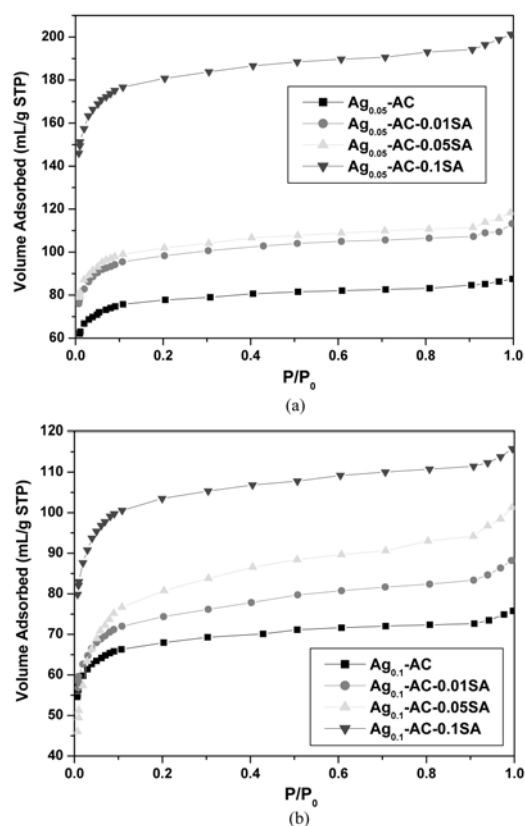 (a)
200
180
160
140
120
100
80
60
Volume Adsorbed (mL/g STP)
Ag0.05-AC
Ag0.05-AC-0.01SA
Ag0.05-AC-0.05SA
Ag0.05-AC-0.1SA
0.0 0.2 0.4 0.6 0.8 1.0
P/P0
(a)
120
110
100
90
80
70
60
50
40
Volume Adsorbed (mL/g STP)
Ag0.1-AC
Ag0.1-AC-0.01SA
Ag0.1-AC-0.05SA
Ag0.1-AC-0.1SA
0.0 0.2 0.4 0.6 0.8 1.0
P/P0
(b)